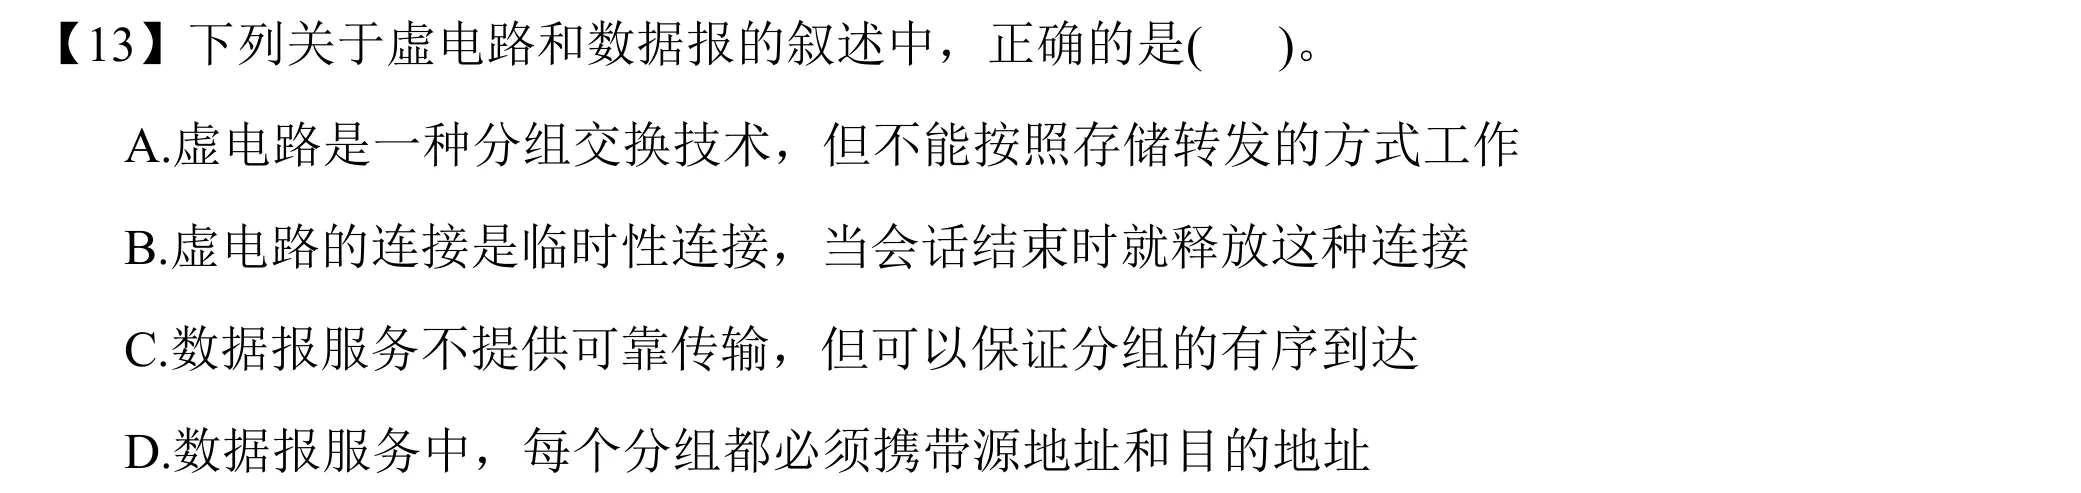 【13】下列关于虚电路和数据报的叙述中，正确的是(    )。
A.虚电路是一种分组交换技术，但不能按照存储转发的方式工作
B.虚电路的连接是临时性连接，当会话结束时就释放这种连接
C.数据报服务不提供可靠传输，但可以保证分组的有序到达
D.数据报服务中，每个分组都必须携带源地址和目的地址